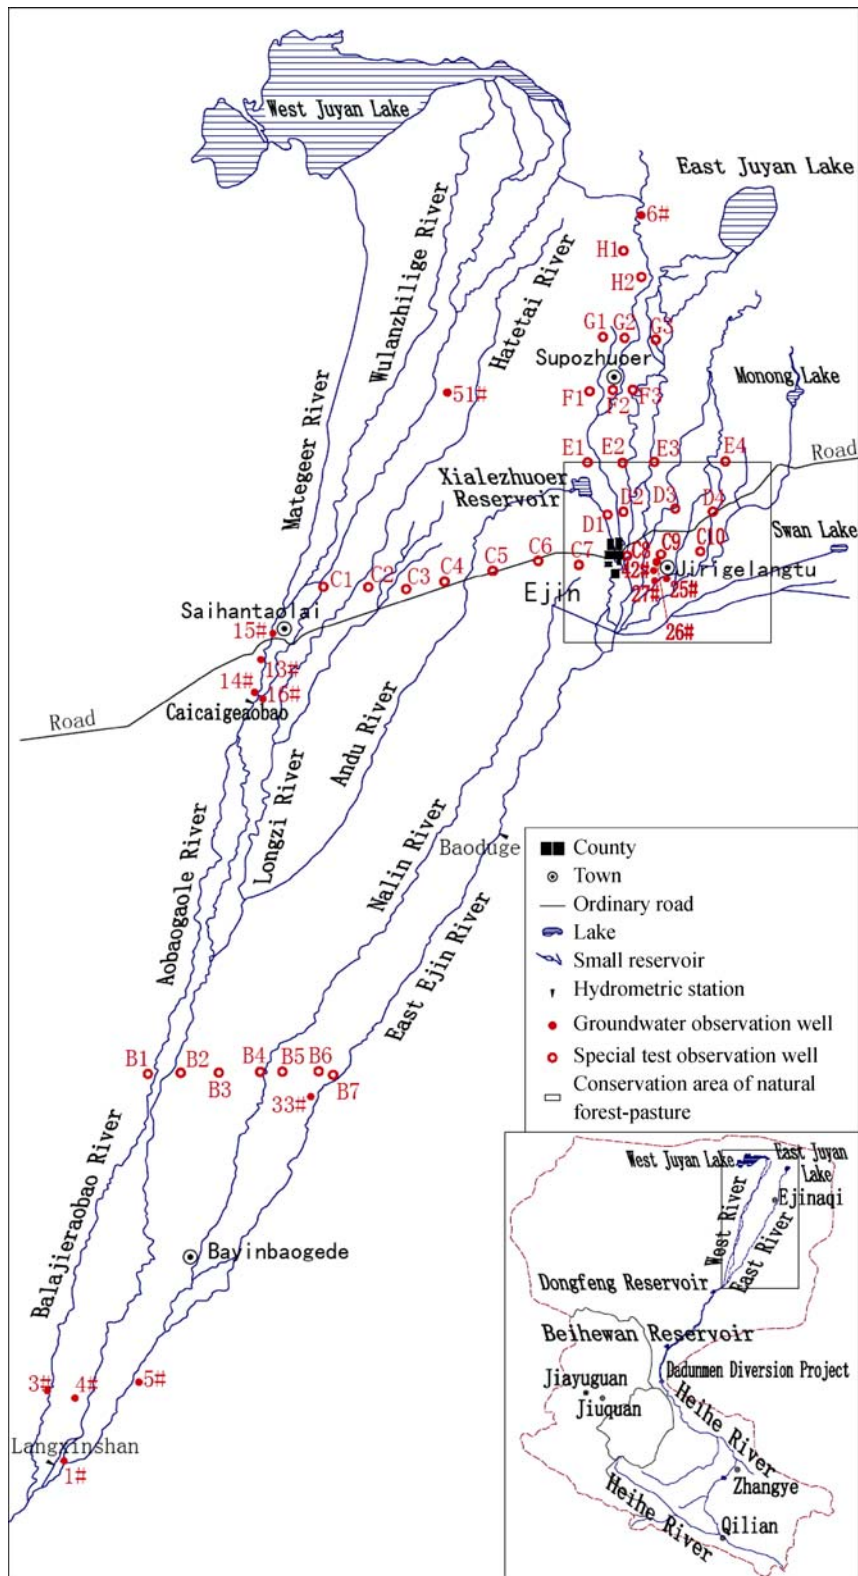 West Juyan Lake
East Juyan Lake
6#
H1
H2
Wulanzhilige River
Hatetai River
G1
G2
G3
Supozhuoer
Monong Lake
F1
F2
F3
51#
Mategeer River
E1
E2
E3
E4
Road
Xialezhuoer
Reservoir
D1
D2
D3
D4
Swan Lake
C1
C2
C3
C4
C5
C6
C7
C8
C9
C10
42#
Jirigelangtu
Ejin
27#
25#
26#
Saihantaolai
15#
13#
14#
16#
Caicaigeaobao
Road
Andu River
Longzi River
Aobaogaole River
Nalin River
Baoduge
East Ejin River
B1
B2
B3
B4
B5
B6
B7
33#
Balajieraobao River
Bayinbaogede
3#
4#
5#
Langxinshan
1#
County
Town
Ordinary road
Lake
Small reservoir
Hydrometric station
Groundwater observation well
Special test observation well
Conservation area of natural
forest-pasture
West Juyan Lake
East Juyan
Lake
Ejinaqi
West River
East River
Dongfeng Reservoir
Beihewan Reservoir
Dadunmen Diversion Project
Jiayuguan
Jiuquan
Heihe River
Zhangye
Heihe River
Qilian